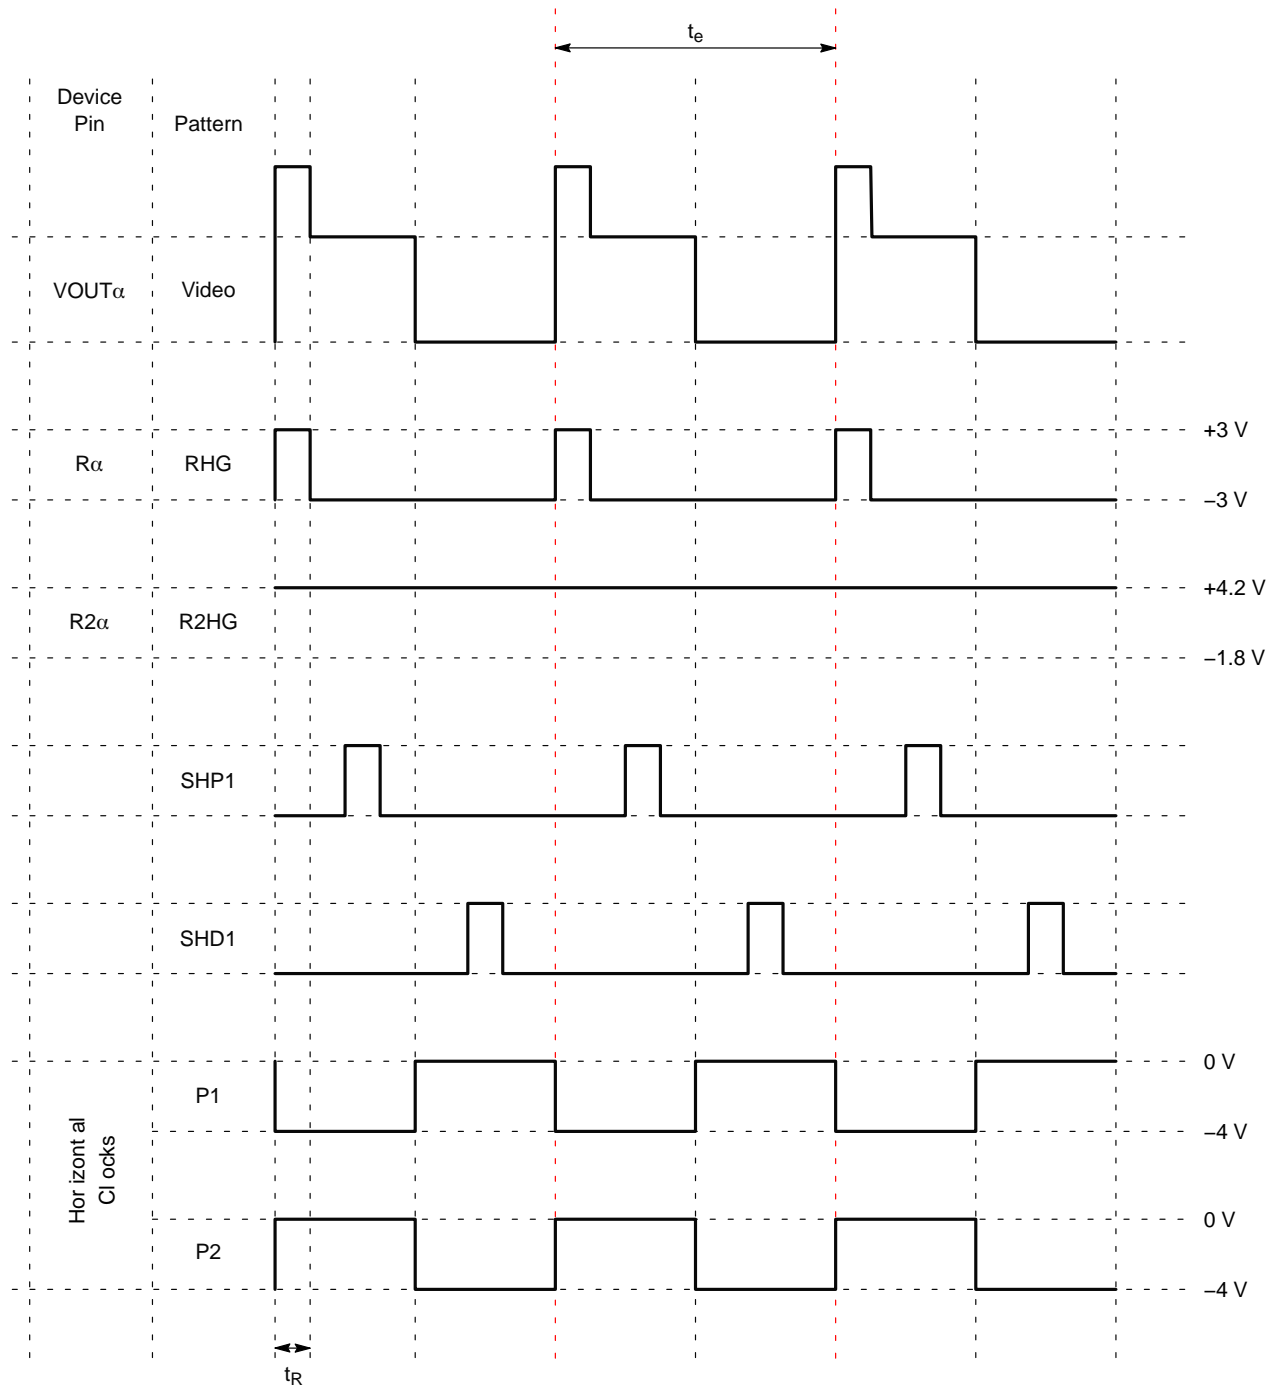 te
Device
Pin
Pattern
VOUTα
Video
+3 V
Rα
RHG
−3 V
+4.2 V
R2α
R2HG
−1.8 V
SHP1
SHD1
0 V
P1
−4 V
Hor izont al
Cl ocks
0 V
P2
−4 V
tR